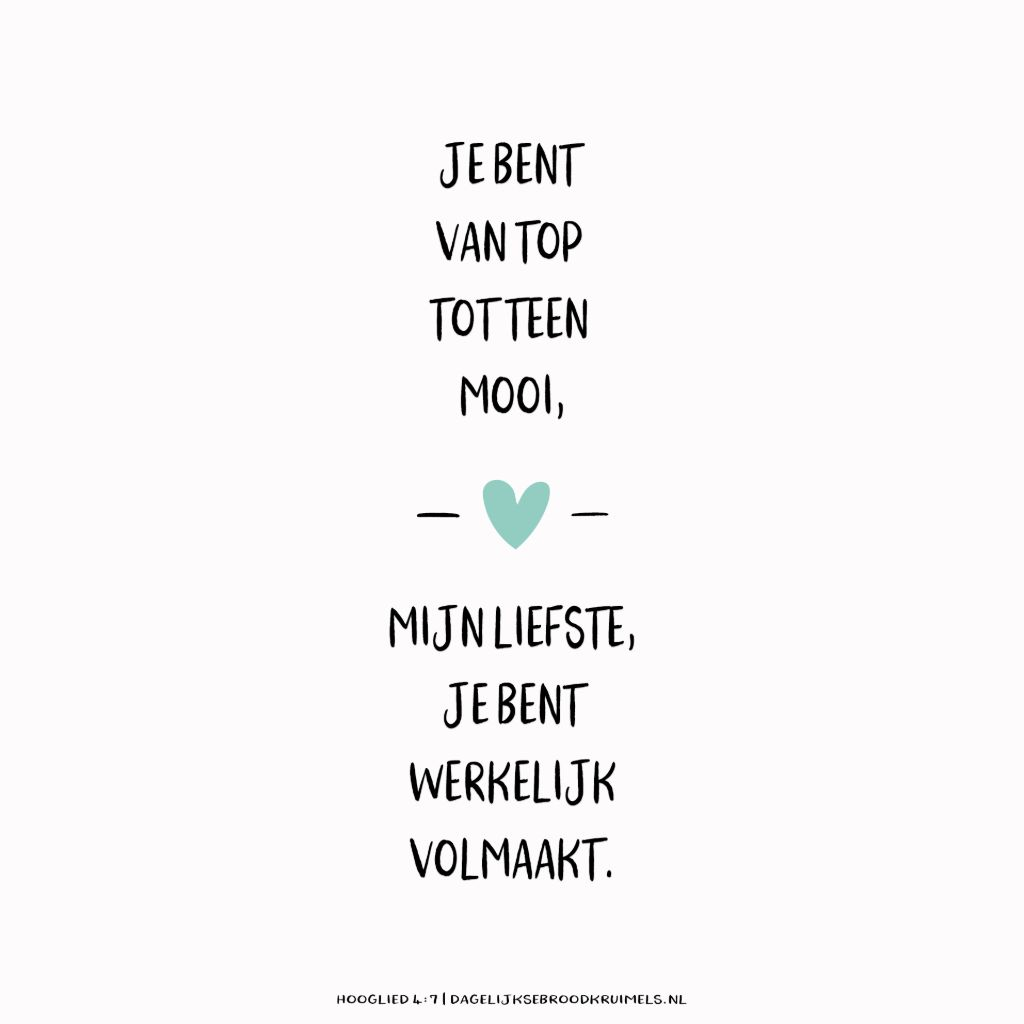 JE BENT
VAN TOP
TOT TEEN
MOOI,
MIJN LIEFSTE,
JE BENT
WERKELIJK
VOLMAAKT.
HOOGLIED 4:7 | DAGELIJKSEBROODKRUIMELS.NL